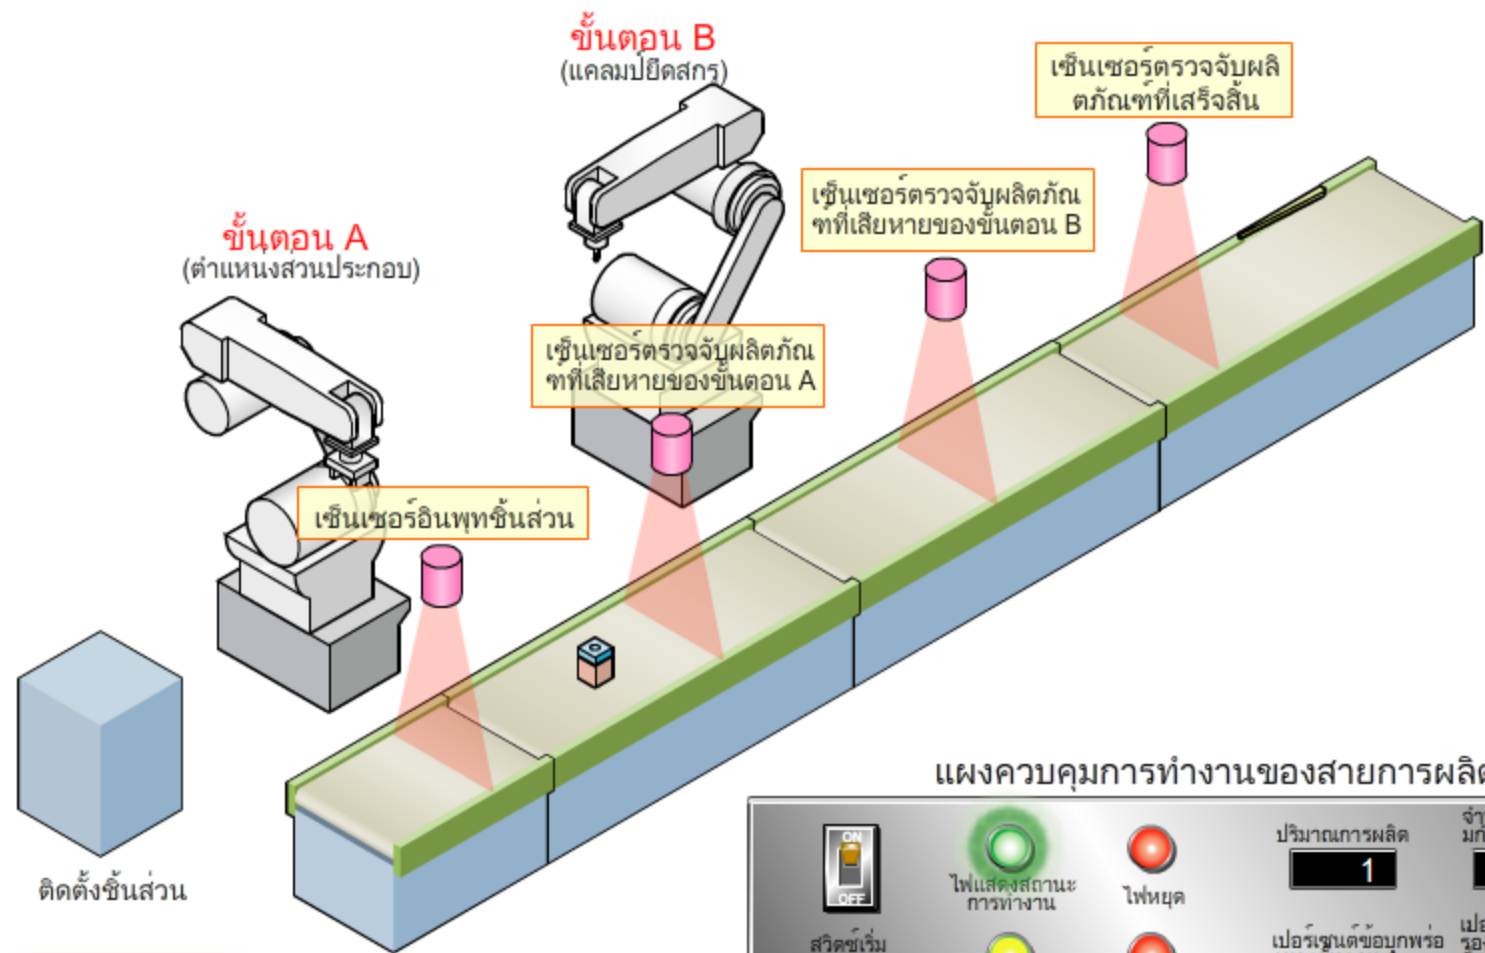 ขั้นตอน B
(แคลมป์ยึดสกรู)
เซ็นเซอร์ตรวจจับผลิ
ตภัณฑ์ที่เสร็จสิ้น
เซ็นเซอร์ตรวจจับผลิตภัณ
ฑ์ที่เสียหายของขั้นตอน B
ขั้นตอน A
(ตำแหน่งส่วนประกอบ)
เซ็นเซอร์ตรวจจับผลิตภัณ
ฑ์ที่เสียหายของขั้นตอน A
เซ็นเซอร์อินพุทชิ้นส่วน
ติดตั้งชิ้นส่วน
แผงควบคุมการทำงานของสายการผลิต
ON
OFF
สวิตซ์เริ่ม
ไฟแสดงสถานะ
การทำงาน
ไฟหยุด
ปริมาณการผลิต
1
เปอร์เซนต์ข้อบกพร่อ